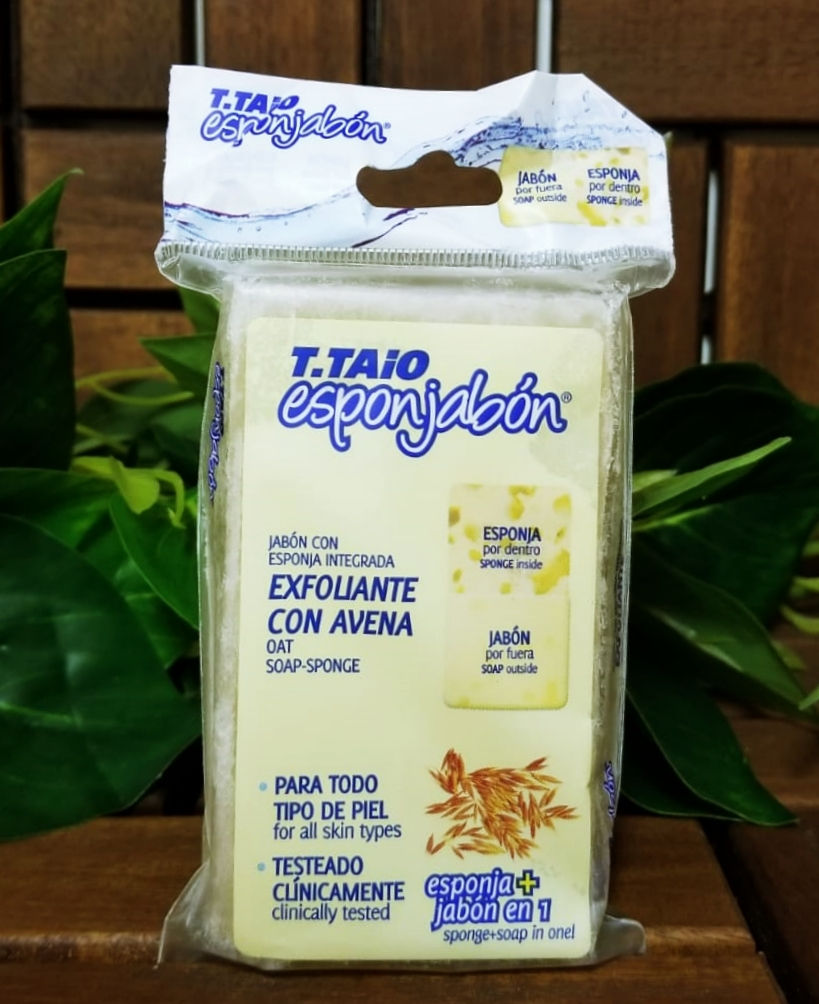 T.TAiO
esponjabón®
JABÓN
por fuera
SOAP outside
ESPONJA
por dentro
SPONGE inside
T.TAiO
esponjabón®
JABÓN CON
ESPONJA INTEGRADA
EXFOLIANTE
CON AVENA
OAT
SOAP-SPONGE
ESPONJA
por dentro
SPONGE inside
JABÓN
por fuera
SOAP outside
• PARA TODO
TIPO DE PIEL
for all skin types
• TESTEADO
CLÍNICAMENTE
clinically tested
esponja+
jabón en 1
sponge+soap in one!
esponjabón